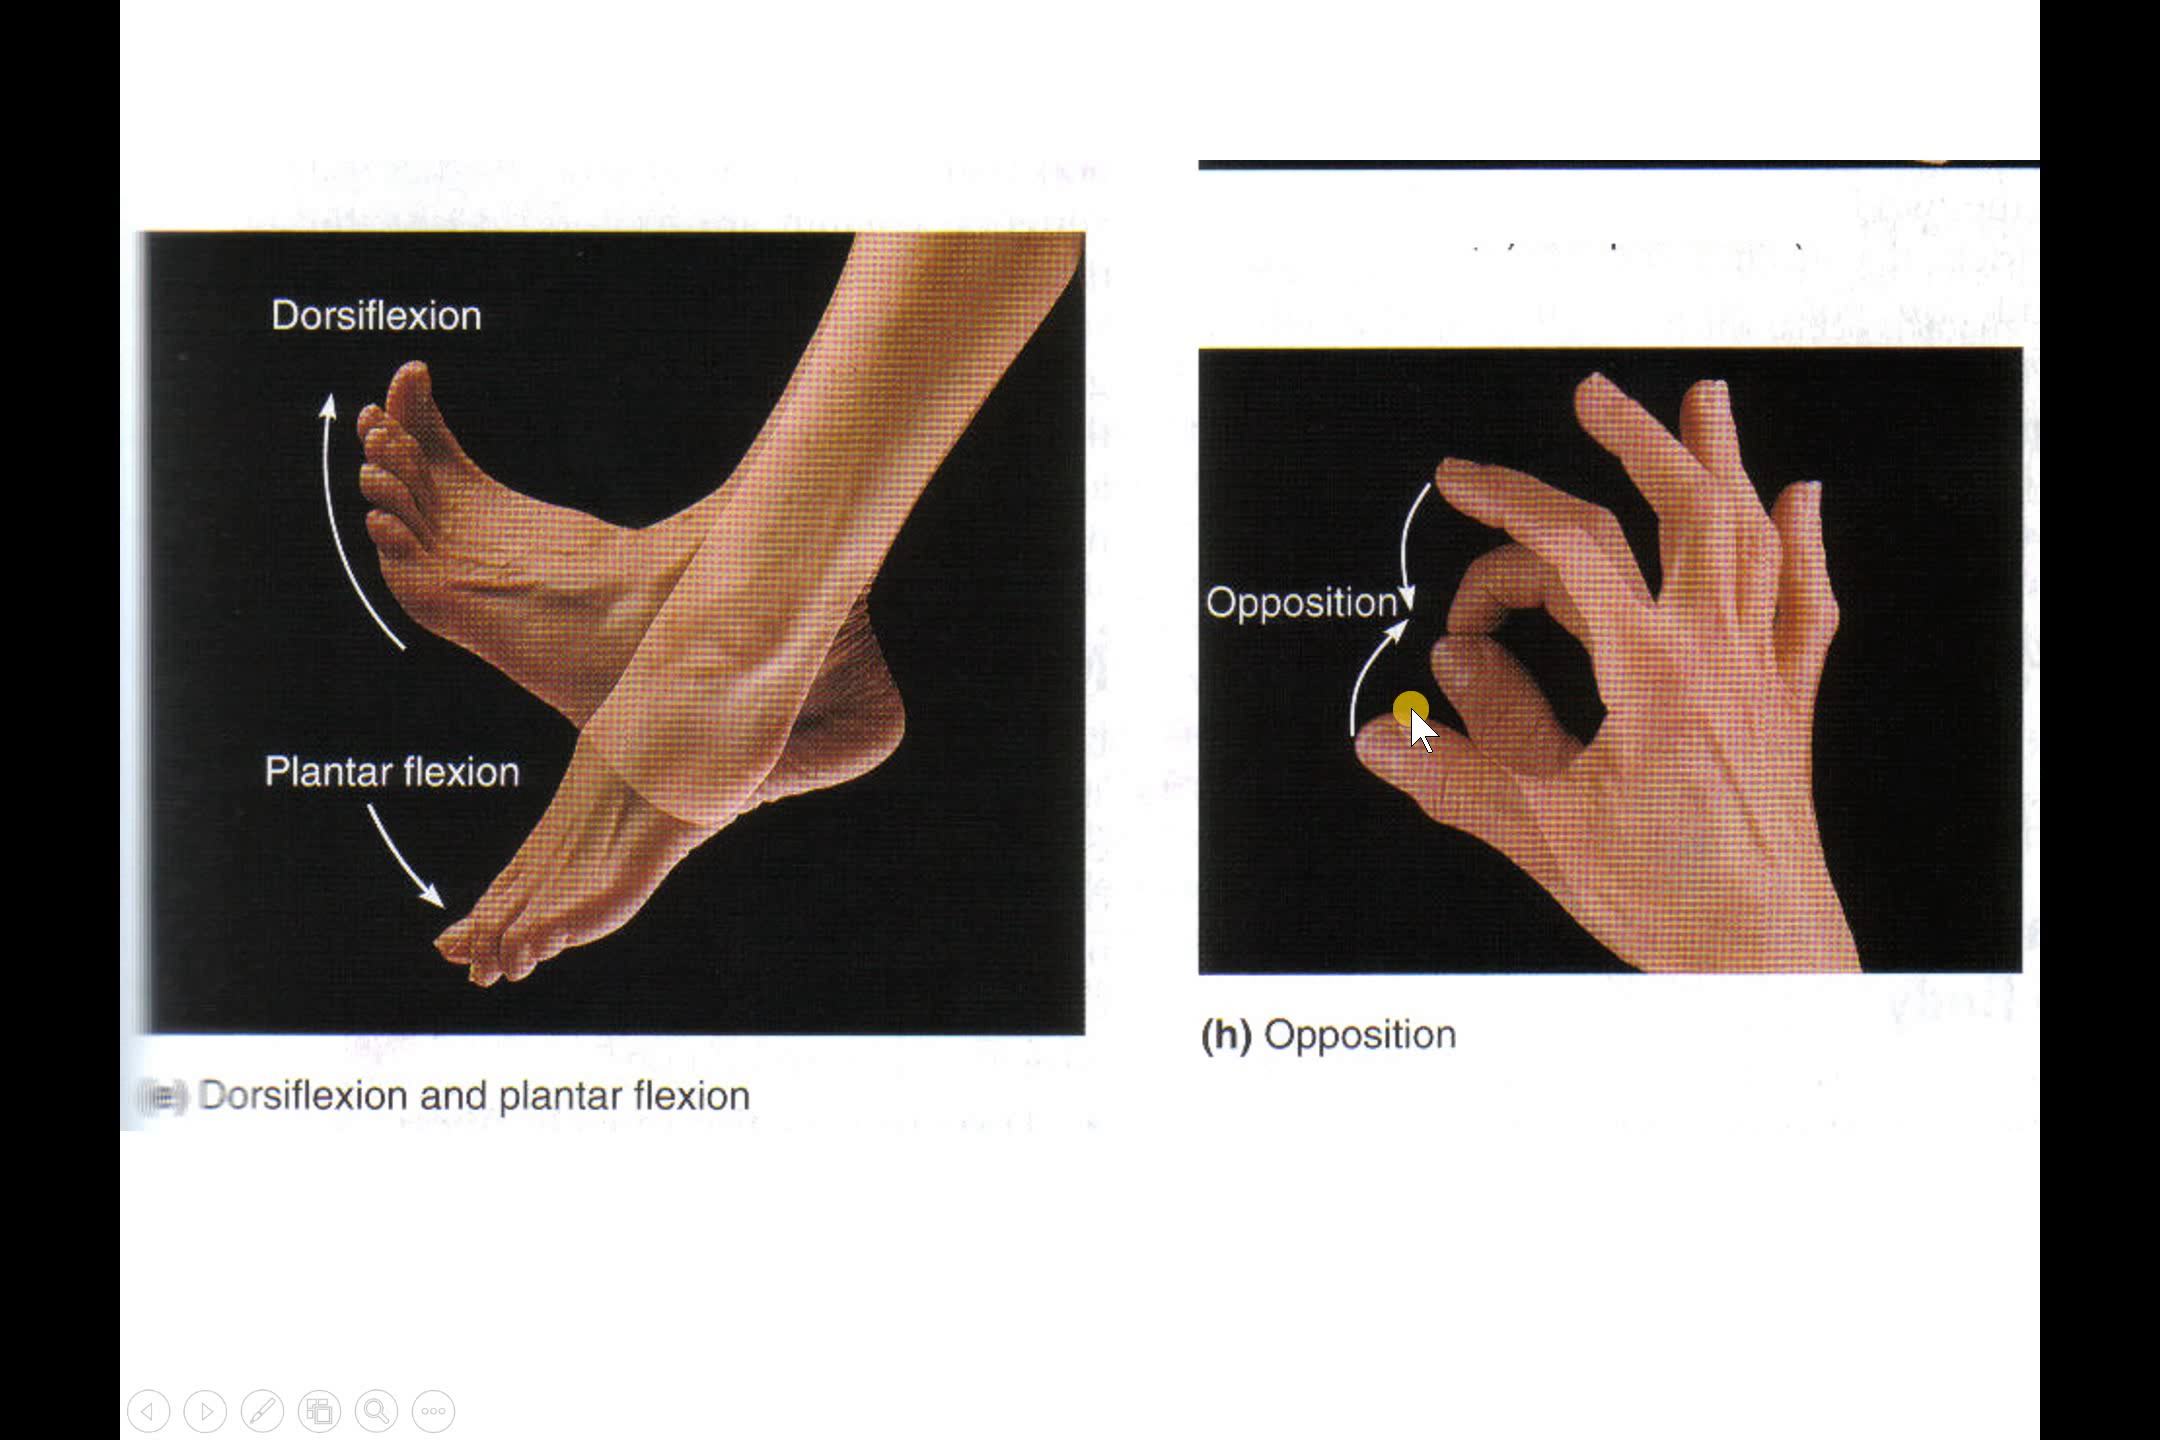 Dorsiflexion
Plantar flexion
(e) Dorsiflexion and plantar flexion
Opposition
(h) Opposition